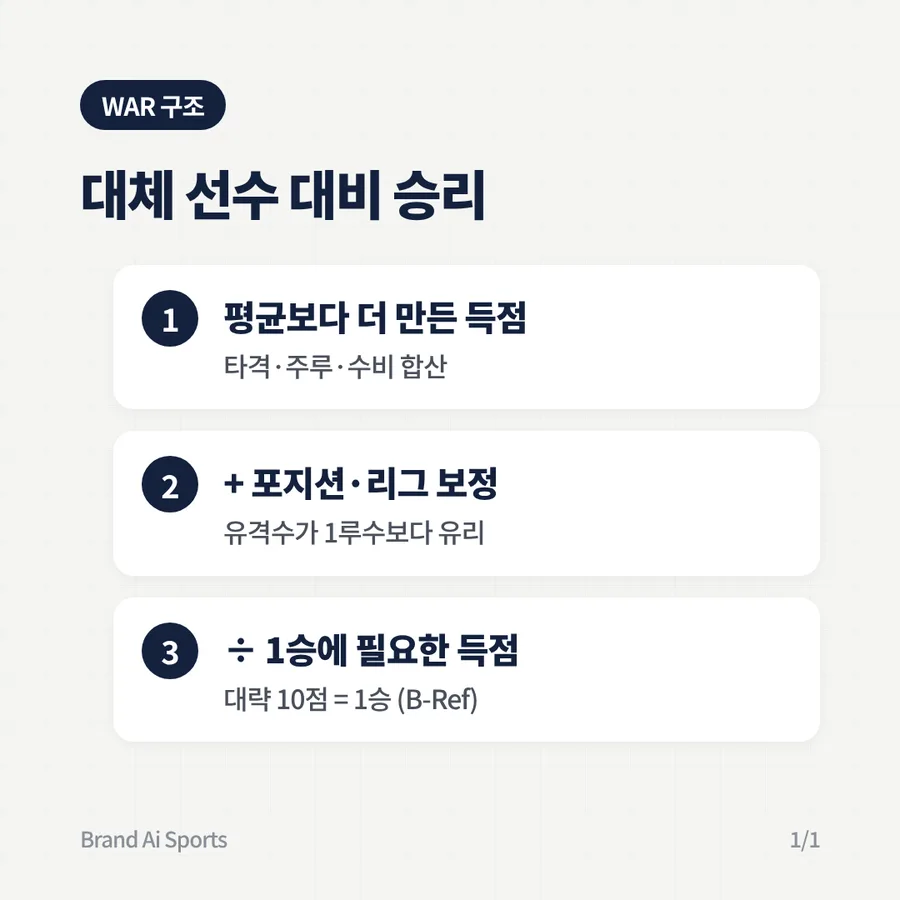 WAR 구조
대체 선수 대비 승리
1
평균보다 더 만든 득점
타격·주루·수비 합산
2
+ 포지션·리그 보정
유격수가 1루수보다 유리
3
÷ 1승에 필요한 득점
대략 10점 = 1승 (B-Ref)
Brand Ai Sports
1/1